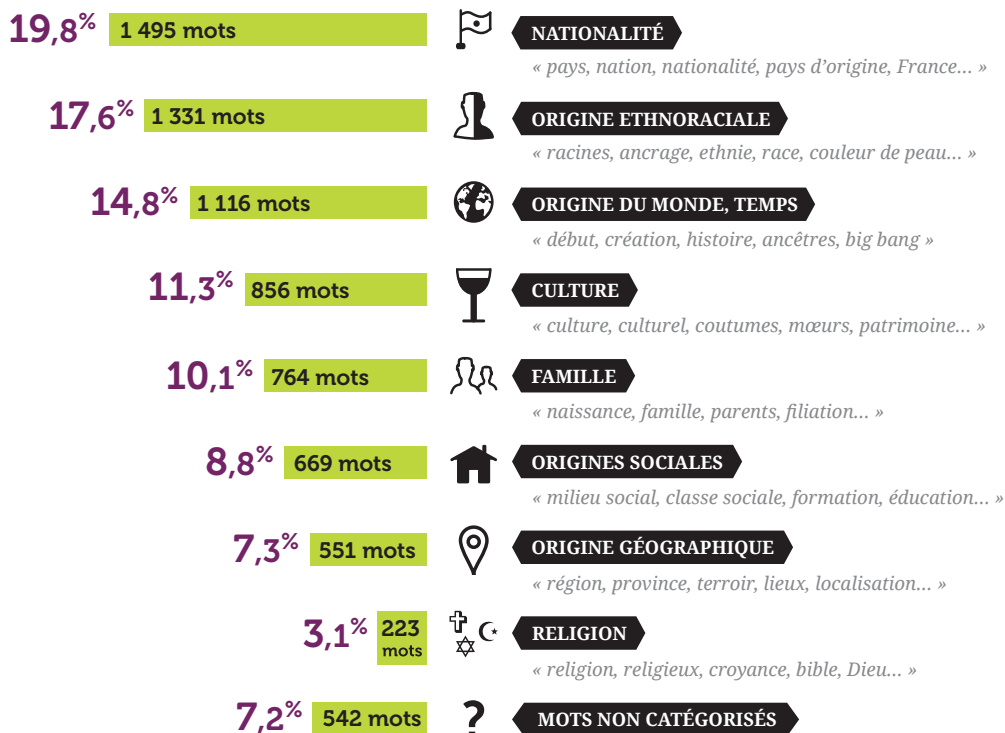 19,8% 1 495 mots NATIONALITÉ
« pays, nation, nationalité, pays d’origine, France… »
17,6% 1 331 mots ORIGINE ETHNORACIALE
« racines, ancrage, ethnie, race, couleur de peau… »
14,8% 1 116 mots ORIGINE DU MONDE, TEMPS
« début, création, histoire, ancêtres, big bang »
11,3% 856 mots CULTURE
« culture, culturel, coutumes, mœurs, patrimoine… »
10,1% 764 mots FAMILLE
« naissance, famille, parents, filiation… »
8,8% 669 mots ORIGINES SOCIALES
« milieu social, classe sociale, formation, éducation… »
7,3% 551 mots ORIGINE GÉOGRAPHIQUE
« région, province, terroir, lieux, localisation… »
3,1% 223 mots RELIGION
« religion, religieux, croyance, bible, Dieu… »
7,2% 542 mots ? MOTS NON CATÉGORISÉS